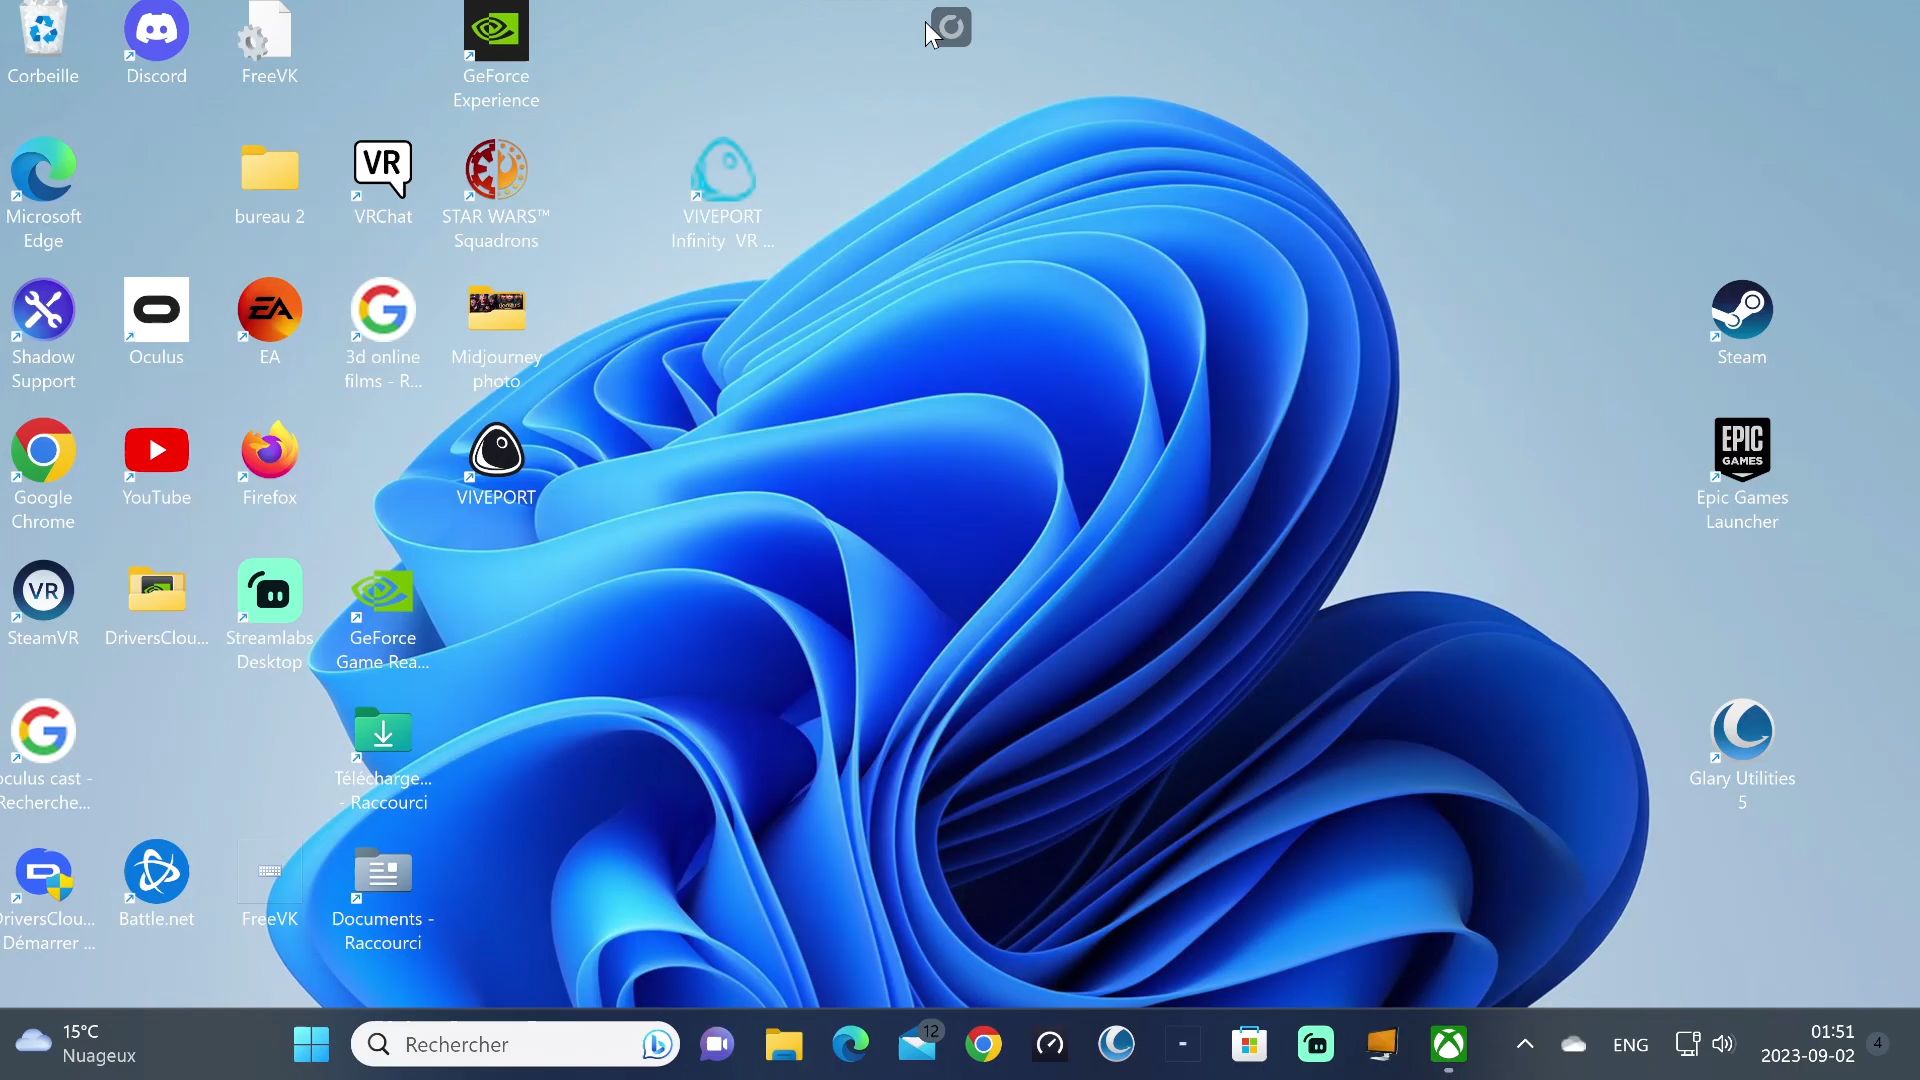 Corbeille
Discord
FreeVK
GeForce
Experience
Microsoft
Edge
bureau 2
VR
VRChat
STAR WARS™
Squadrons
VIVEPORT
Infinity VR ...
Shadow
Support
Oculus
EA
EA
3d online
films - R...
Midjourney
photo
Steam
Google
Chrome
YouTube
Firefox
VIVEPORT
EPIC
GAMES
Epic Games
Launcher
VR
SteamVR
DriversClou...
Streamlabs
Desktop
GeForce
Game Rea...
oculus cast -
Recherche...
Télécharge...
- Raccourci
Glary Utilities
5
DriversClou...
Démarrer ...
Battle.net
FreeVK
Documents -
Raccourci
15°C
Nuageux
Rechercher
12
ENG
01:51
2023-09-02
4